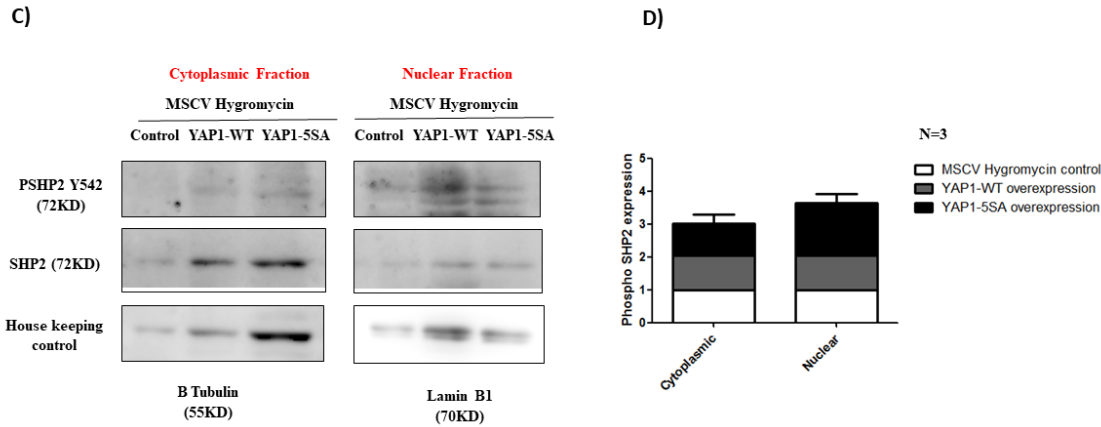 C)
Cytoplasmic Fraction
Nuclear Fraction
MSCV Hygromycin
MSCV Hygromycin
Control YAP1-WT YAP1-5SA
Control YAP1-WT YAP1-5SA
PSHP2 Y542
(72KD)
SHP2 (72KD)
House keeping
control
B Tubulin
(55KD)
Lamin B1
(70KD)
D)
N=3
MSCV Hygromycin control
YAP1-WT overexpression
YAP1-5SA overexpression
Phospho SHP2 expression
5
4
3
2
1
0
Cytoplasmic
Nuclear